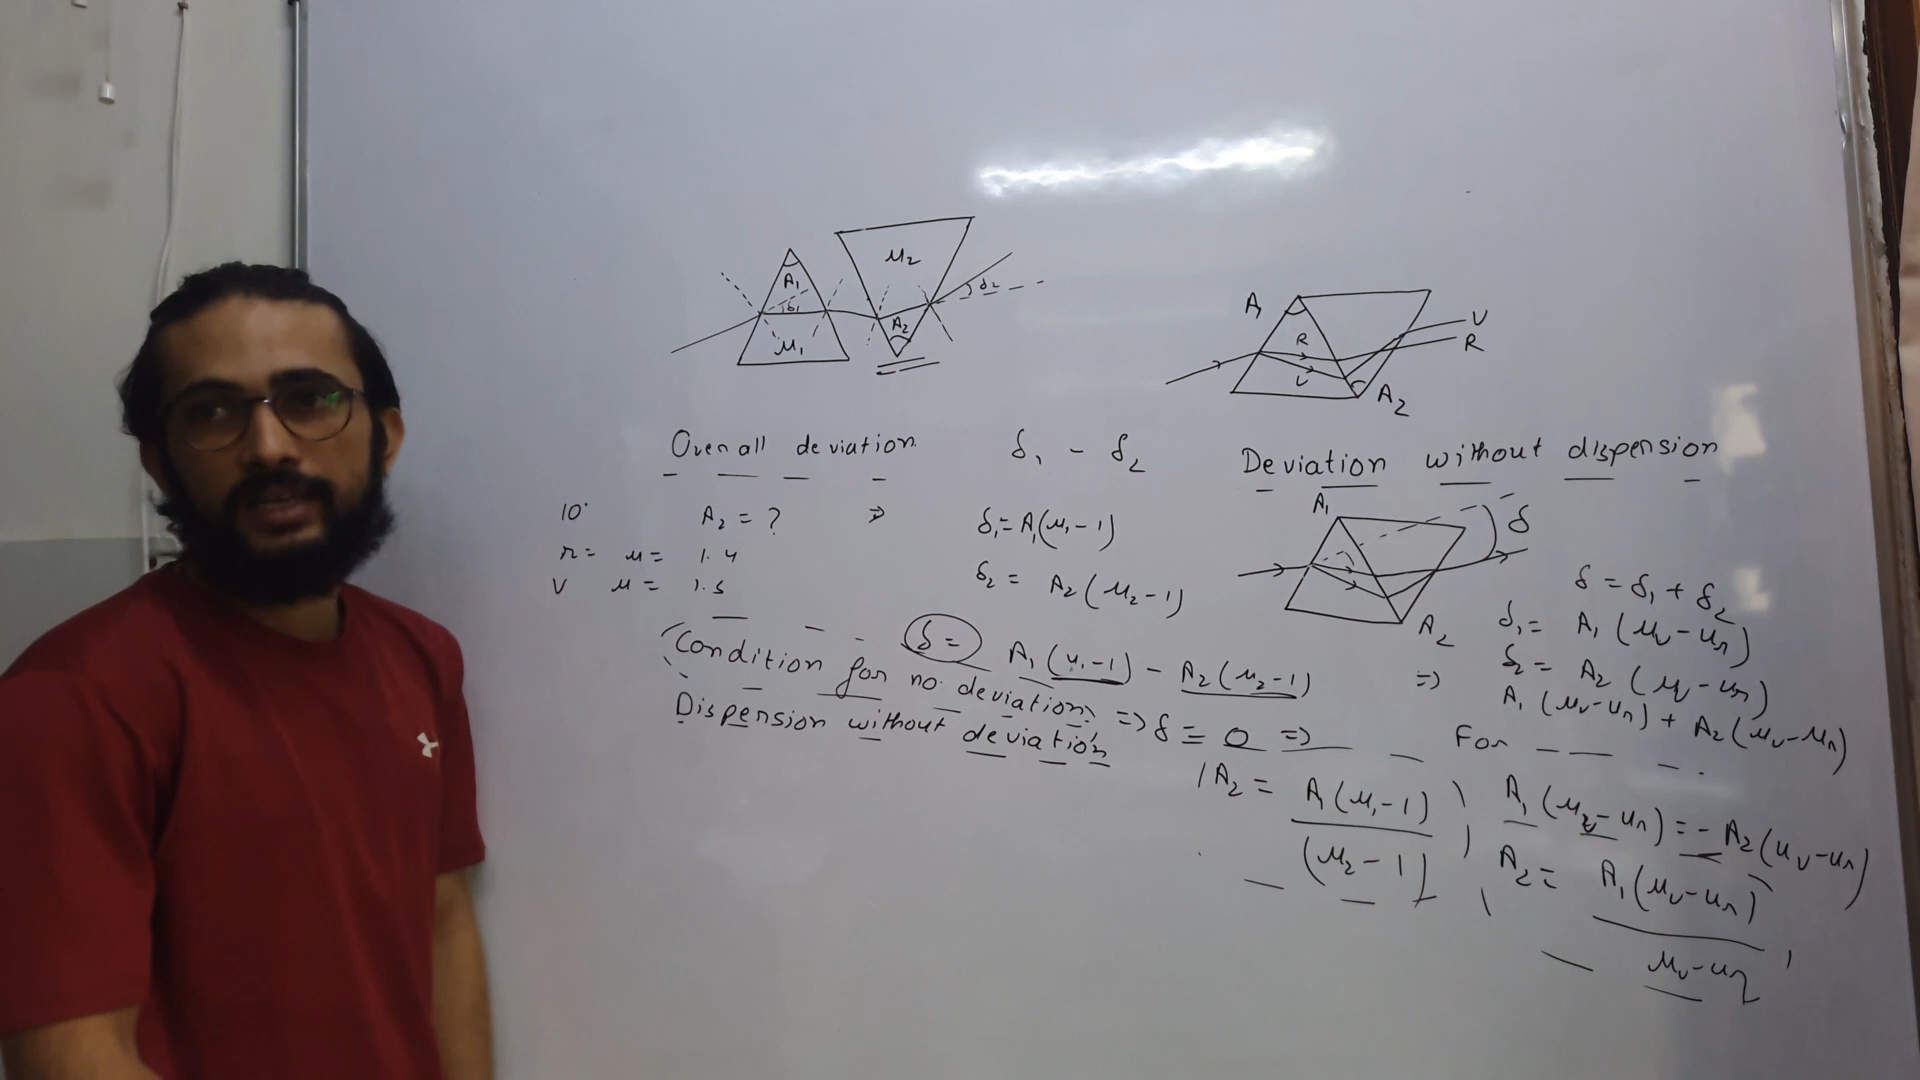 A₁
δ₁
μ₁
μ₂
A₂
δ₂
Overall deviation δ₁ - δ₂
10°
A₂ = ? ⇒ δ₁ = A₁(μ₁ - 1)
r = μ = 1.4
V μ = 1.5
δ₂ = A₂(μ₂ - 1)
δ = A₁(μ₁-1) - A₂(μ₂-1)
Condition for no deviation ⇒ δ = 0 ⇒
Dispension without deviation
A₂ = A₁(μ₁-1)
(μ₂-1)
A₁
R
V
V
R
A₂
Deviation without dispension
A₁
δ
A₂
δ = δ₁ + δ₂
δ₁ = A₁(μv - μr)
⇒ δ₂ = A₂(μv - μr)
A₁(μv-μr) + A₂(μv-μr)
For
A₁(μv-μr) = -A₂(μv-μr)
A₂ = A₁(μv-μr)
μv-μr